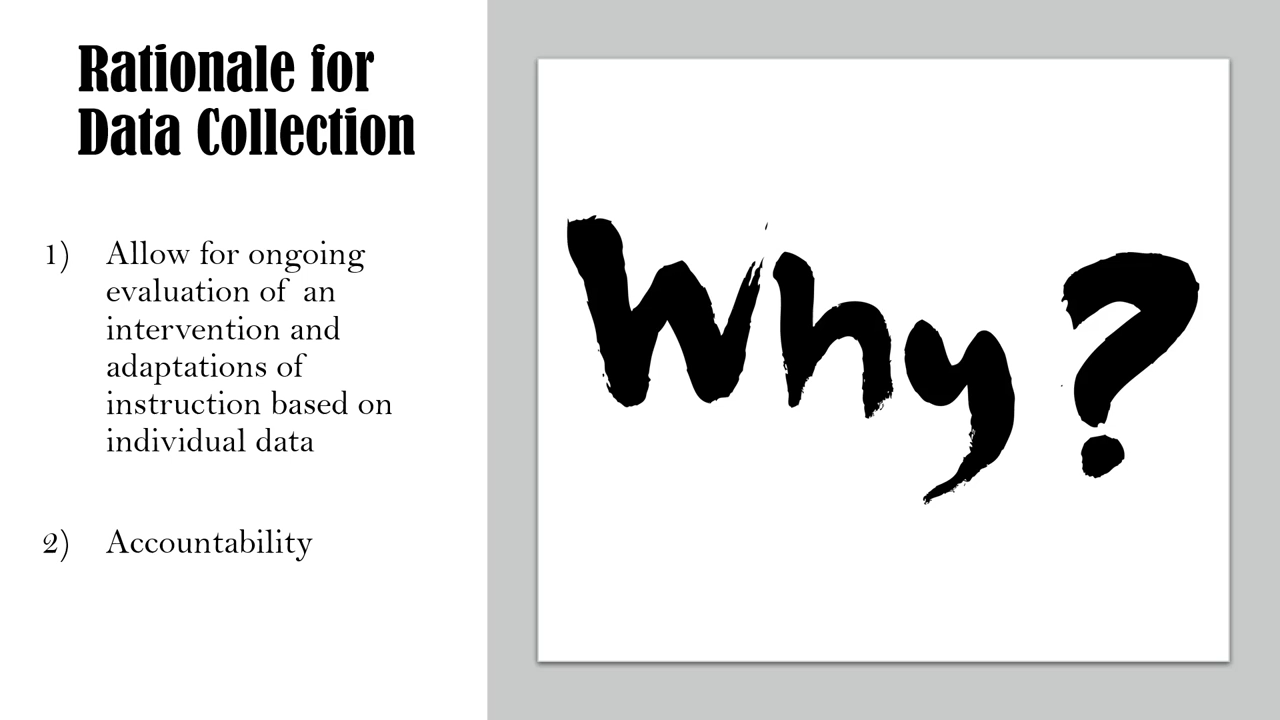 Rationale for
Data Collection
1) Allow for ongoing
evaluation of  an
intervention and
adaptations of
instruction based on
individual data
2) Accountability
Why?